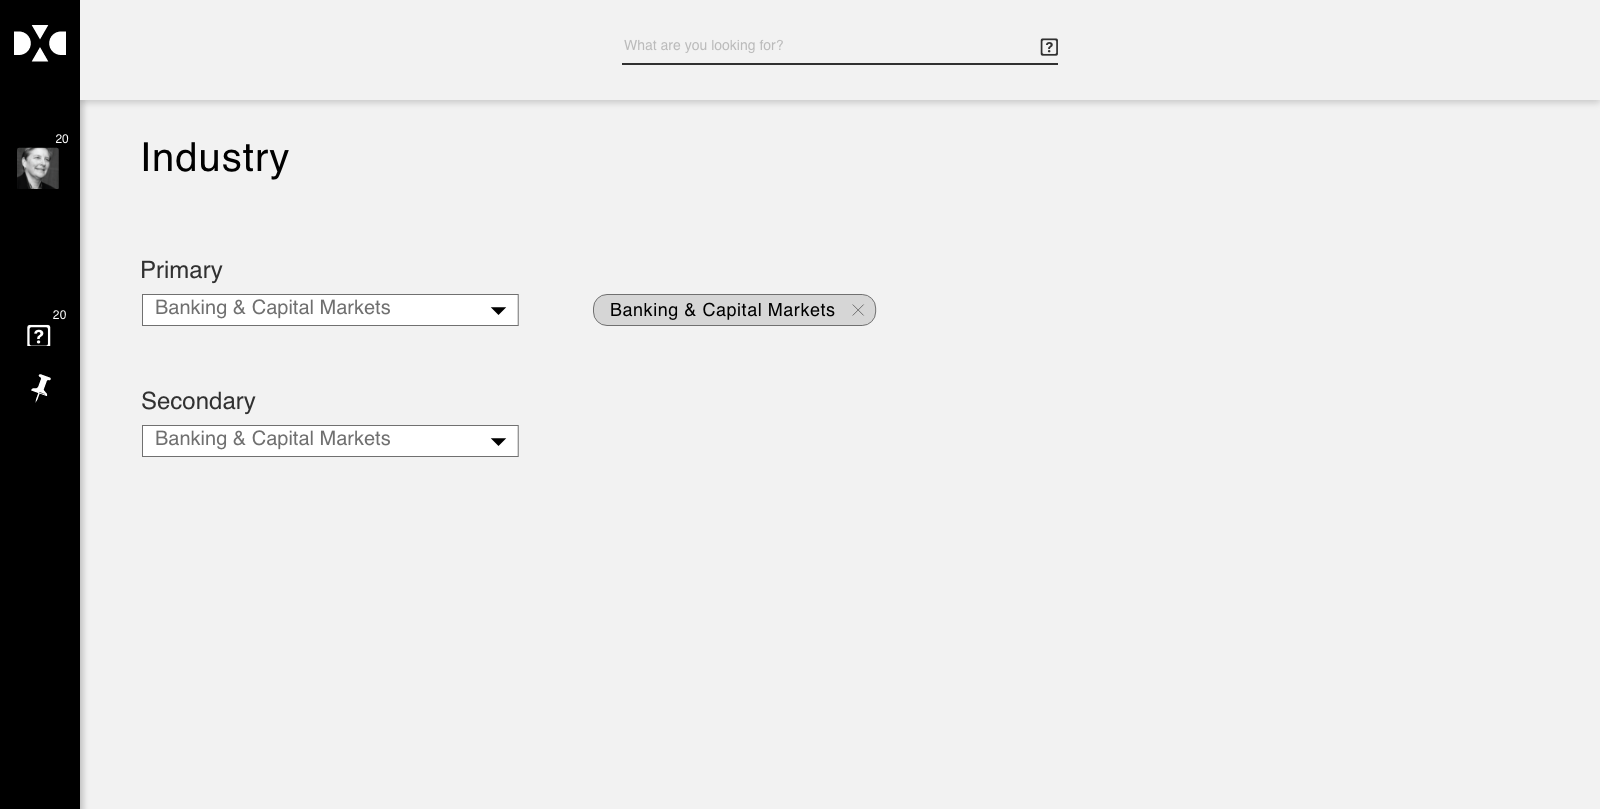 What are you looking for?
?
20
Industry
Primary
Banking & Capital Markets
Banking & Capital Markets
20
?
Secondary
Banking & Capital Markets